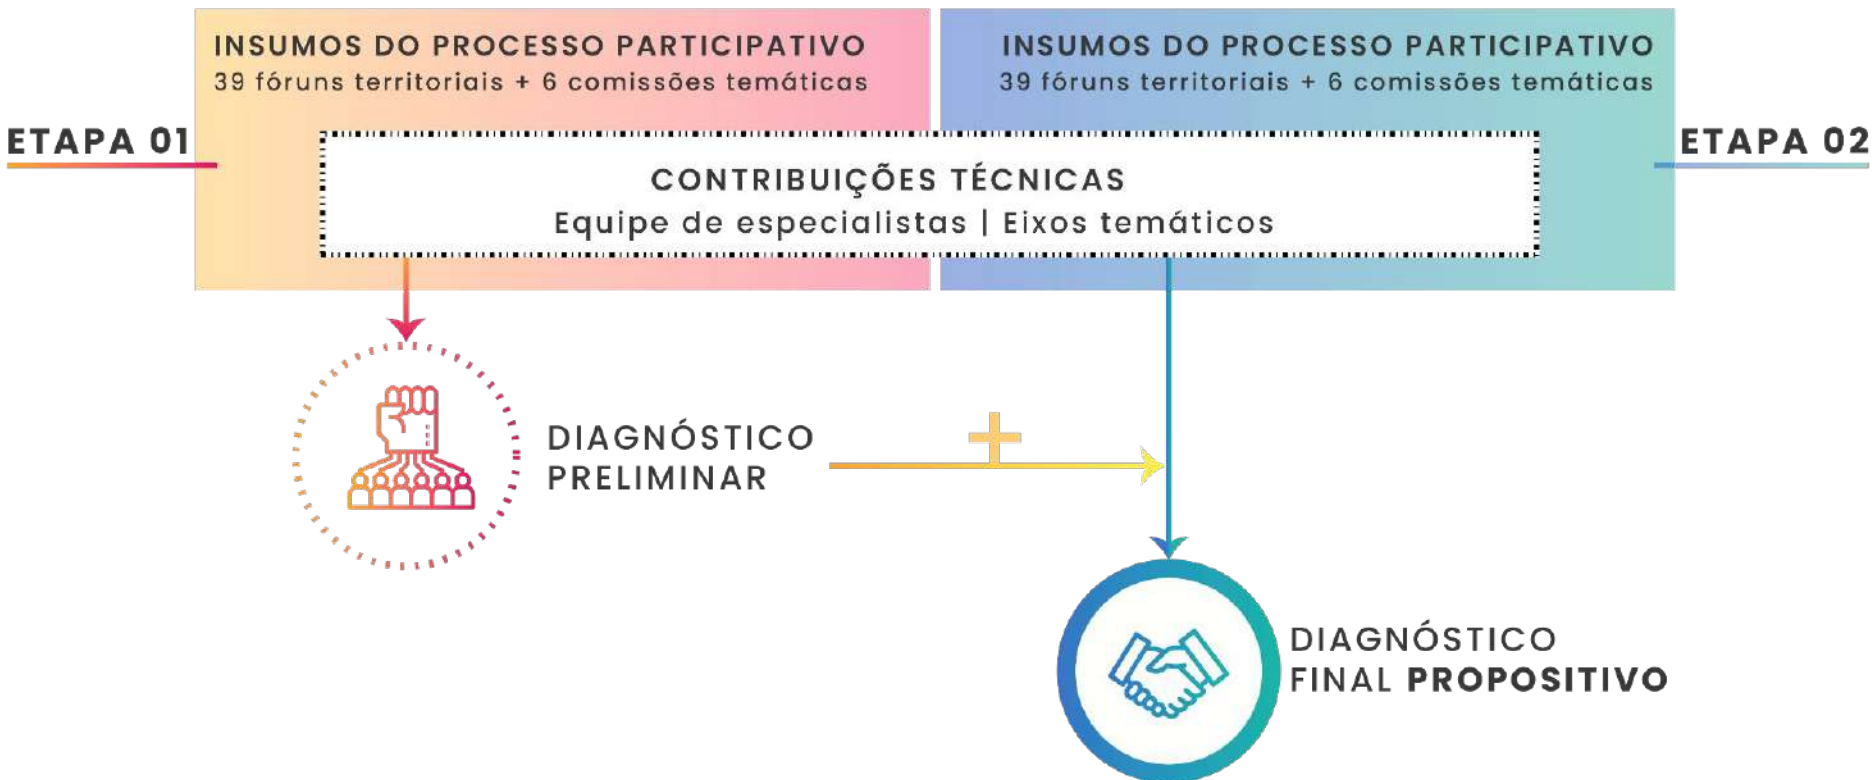 INSUMOS DO PROCESSO PARTICIPATIVO
39 fóruns territoriais + 6 comissões temáticas
INSUMOS DO PROCESSO PARTICIPATIVO
39 fóruns territoriais + 6 comissões temáticas
ETAPA 01
ETAPA 02
CONTRIBUIÇÕES TÉCNICAS
Equipe de especialistas | Eixos temáticos
DIAGNÓSTICO
PRELIMINAR
+
DIAGNÓSTICO
FINAL PROPOSITIVO